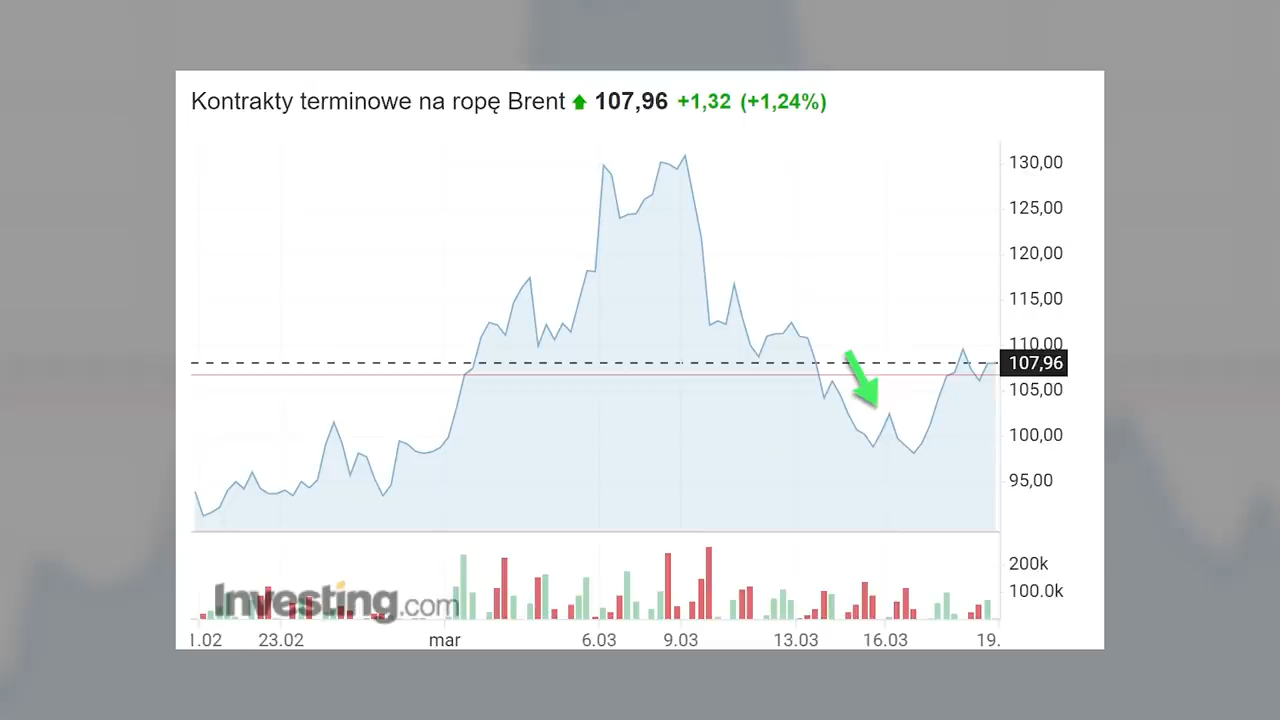 Kontrakty terminowe na ropę Brent 107,96 +1,32 (+1,24%)
130,00
125,00
120,00
115,00
110,00
107,96
105,00
100,00
95,00
200k
100.0k
Investing.com
1.02 23.02 mar 6.03 9.03 13.03 16.03 19.